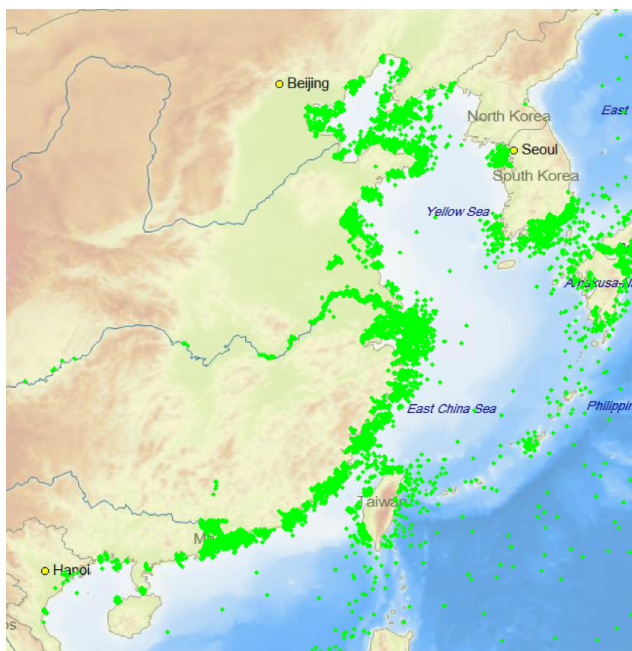 Beijing
East
North Korea
Seoul
South Korea
Yellow Sea
East China Sea
Philippin
Taiwan
Hanoi